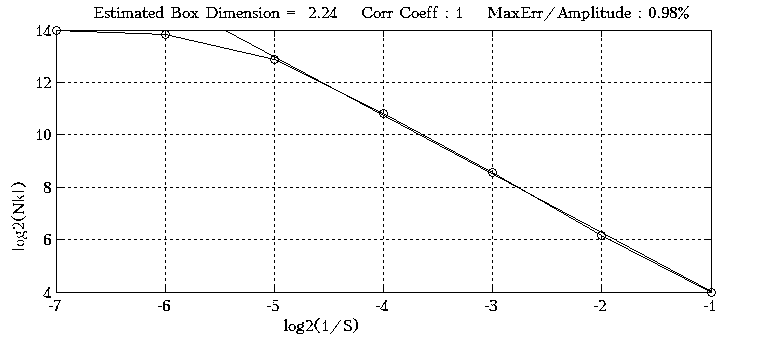 Estimated Box Dimension = 2.24 Corr Coeff : 1 MaxErr/Amplitude : 0.98%
14
12
10
8
6
4
log2(Nk|)
-7 -6 -5 -4 -3 -2 -1
log2(1/S)